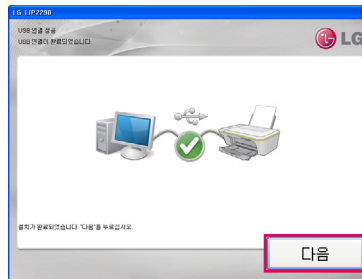 LG LIP2290
USB 연결 성공
USB 연결이 완료되었습니다.
LG
설치가 완료되었습니다. "다음"을 누르십시오.
다음